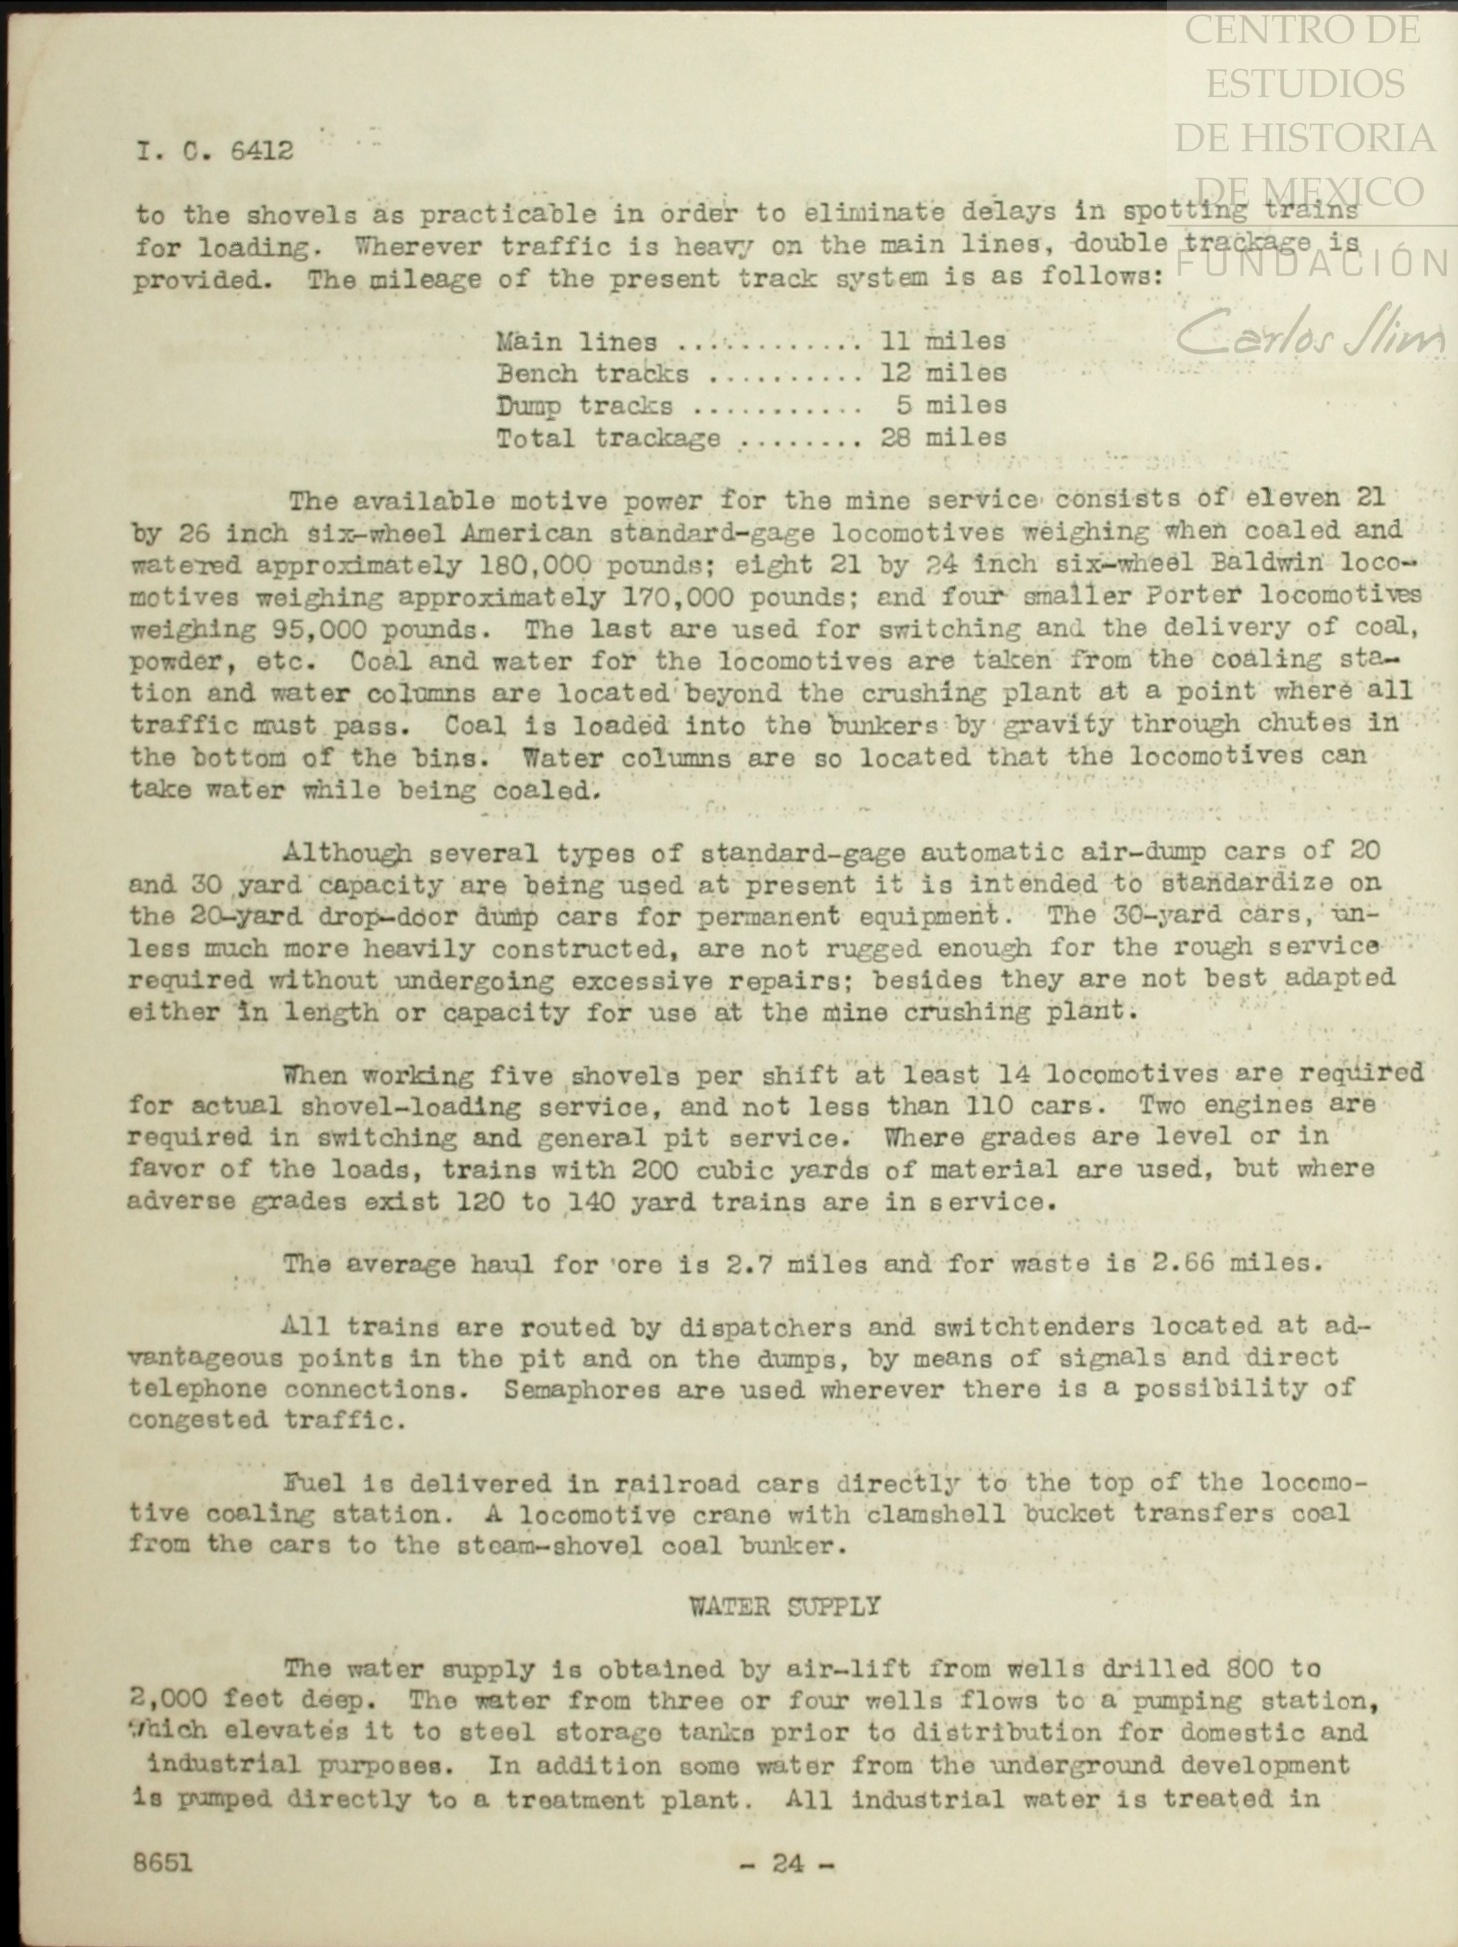 CENTRO DE
ESTUDIOS
DE HISTORIA
DE MEXICO
FUNDACIÓN
Carlos Slim
I. C. 6412
to the shovels as practicable in order to eliminate delays in spotting trains
for loading. Wherever traffic is heavy on the main lines, double trackage is
provided. The mileage of the present track system is as follows:
Main lines ............ 11 miles
Bench tracks .......... 12 miles
Dump tracks ........... 5 miles
Total trackage ........ 28 miles
The available motive power for the mine service consists of eleven 21
by 26 inch six-wheel American standard-gage locomotives weighing when coaled and
watered approximately 180,000 pounds; eight 21 by 24 inch six-wheel Baldwin loco-
motives weighing approximately 170,000 pounds; and four smaller Porter locomotives
weighing 95,000 pounds. The last are used for switching and the delivery of coal,
powder, etc. Coal and water for the locomotives are taken from the coaling sta-
tion and water columns are located beyond the crushing plant at a point where all
traffic must pass. Coal is loaded into the bunkers by gravity through chutes in
the bottom of the bins. Water columns are so located that the locomotives can
take water while being coaled.
Although several types of standard-gage automatic air-dump cars of 20
and 30 yard capacity are being used at present it is intended to standardize on
the 20-yard drop-door dump cars for permanent equipment. The 30-yard cars, un-
less much more heavily constructed, are not rugged enough for the rough service
required without undergoing excessive repairs; besides they are not best adapted
either in length or capacity for use at the mine crushing plant.
When working five shovels per shift at least 14 locomotives are required
for actual shovel-loading service, and not less than 110 cars. Two engines are
required in switching and general pit service. Where grades are level or in
favor of the loads, trains with 200 cubic yards of material are used, but where
adverse grades exist 120 to 140 yard trains are in service.
The average haul for ore is 2.7 miles and for waste is 2.66 miles.
All trains are routed by dispatchers and switchtenders located at ad-
vantageous points in the pit and on the dumps, by means of signals and direct
telephone connections. Semaphores are used wherever there is a possibility of
congested traffic.
Fuel is delivered in railroad cars directly to the top of the locomo-
tive coaling station. A locomotive crane with clamshell bucket transfers coal
from the cars to the steam-shovel coal bunker.
WATER SUPPLY
The water supply is obtained by air-lift from wells drilled 800 to
2,000 feet deep. The water from three or four wells flows to a pumping station,
which elevates it to steel storage tanks prior to distribution for domestic and
industrial purposes. In addition some water from the underground development
is pumped directly to a treatment plant. All industrial water is treated in
8651
- 24 -